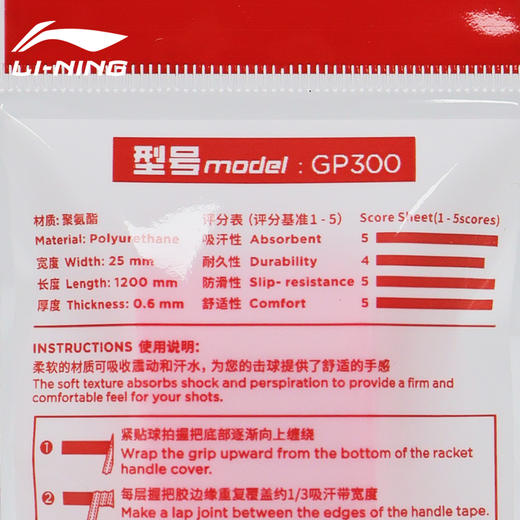 LI-NING
型号model : GP300
材质: 聚氨酯 评分表 (评分基准1 - 5) Score Sheet(1 - 5scores)
Material: Polyurethane 吸汗性 Absorbent 5
宽度 Width: 25 mm 耐久性 Durability 4
长度 Length: 1200 mm 防滑性 Slip- resistance 5
厚度 Thickness: 0.6 mm 舒适性 Comfort 5
INSTRUCTIONS 使用说明:
柔软的材质可吸收震动和汗水，为您的击球提供了舒适的手感
The soft texture absorbs shock and perspiration to provide a firm and
comfortable feel for your shots.
1 紧贴球拍握把底部逐渐向上缠绕
Wrap the grip upward from the bottom of the racket
handle cover.
2 每层握把胶边缘重复覆盖约1/3吸汗带宽度
Make a lap joint between the edges of the handle tape.